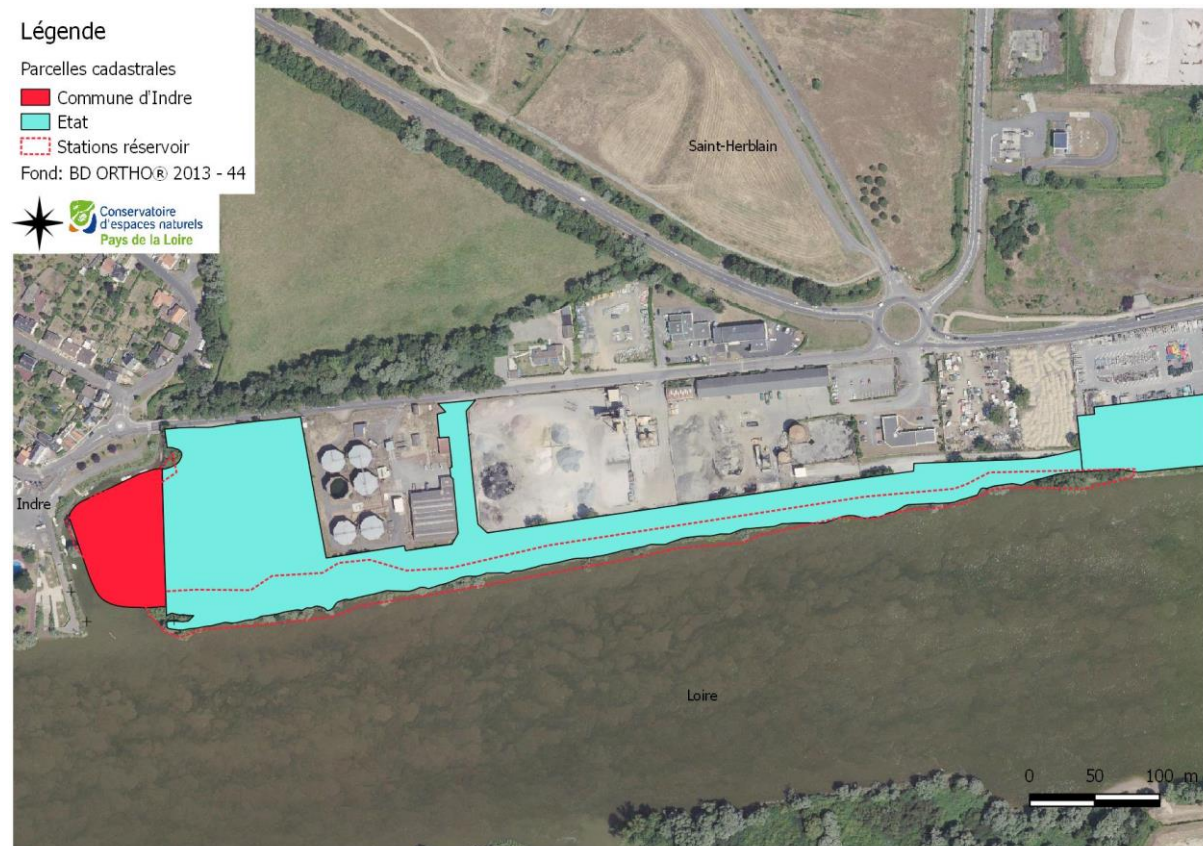 Légende
Parcelles cadastrales
Commune d'Indre
Etat
Stations réservoir
Fond: BD ORTHO® 2013 - 44
Conservatoire
d'espaces naturels
Pays de la Loire
Saint-Herblain
Indre
Loire
0 50 100 m